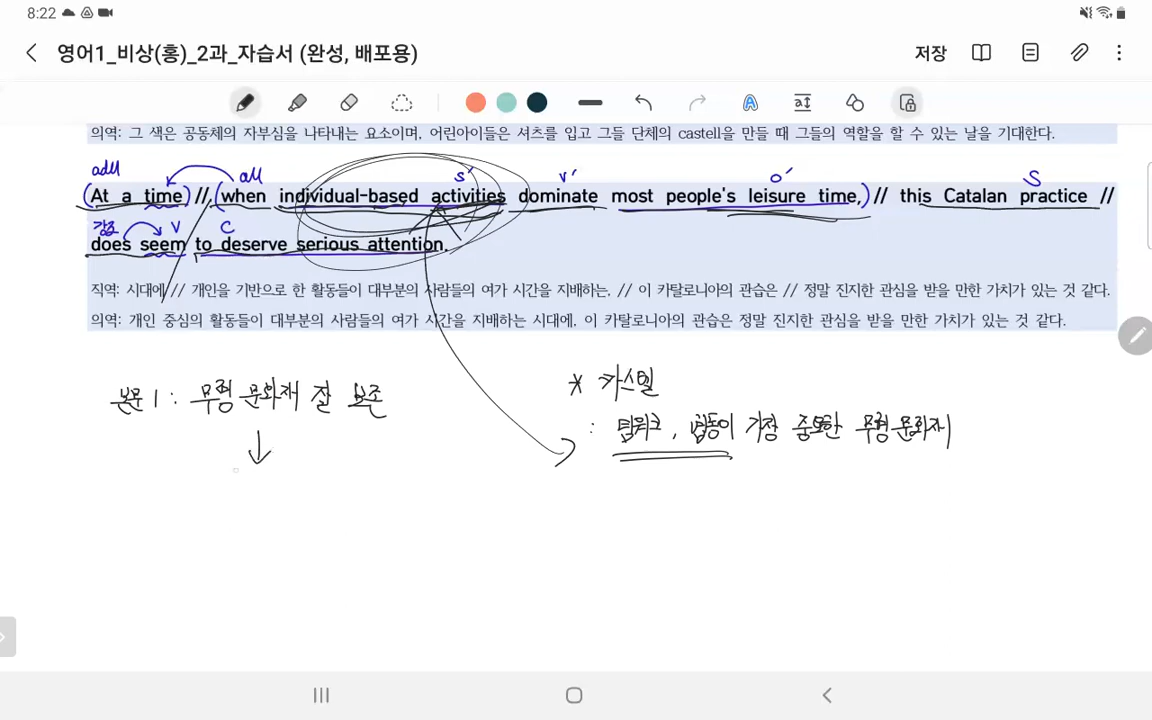 8:22
영어1_비상(홍)_2과_자습서 (완성, 배포용)
저장
의역: 그 색은 공동체의 자부심을 나타내는 요소이며, 어린아이들은 셔츠를 입고 그들 단체의 castell을 만들 때 그들의 역할을 할 수 있는 날을 기대한다.
S' V' O' S
(At a time) // (when individual-based activities dominate most people's leisure time,) // this Catalan practice //
강조 V C
does seem to deserve serious attention.
직역: 시대에 // 개인을 기반으로 한 활동들이 대부분의 사람들의 여가 시간을 지배하는, // 이 카탈로니아의 관습은 // 정말 진지한 관심을 받을 만한 가치가 있는 것 같다.
의역: 개인 중심의 활동들이 대부분의 사람들의 여가 시간을 지배하는 시대에, 이 카탈로니아의 관습은 정말 진지한 관심을 받을 만한 가치가 있는 것 같다.
본문 1 : 무형 문화재 잘 보존
* 카스텔
: 팀워크, 협동이 가장 중요한 무형문화재